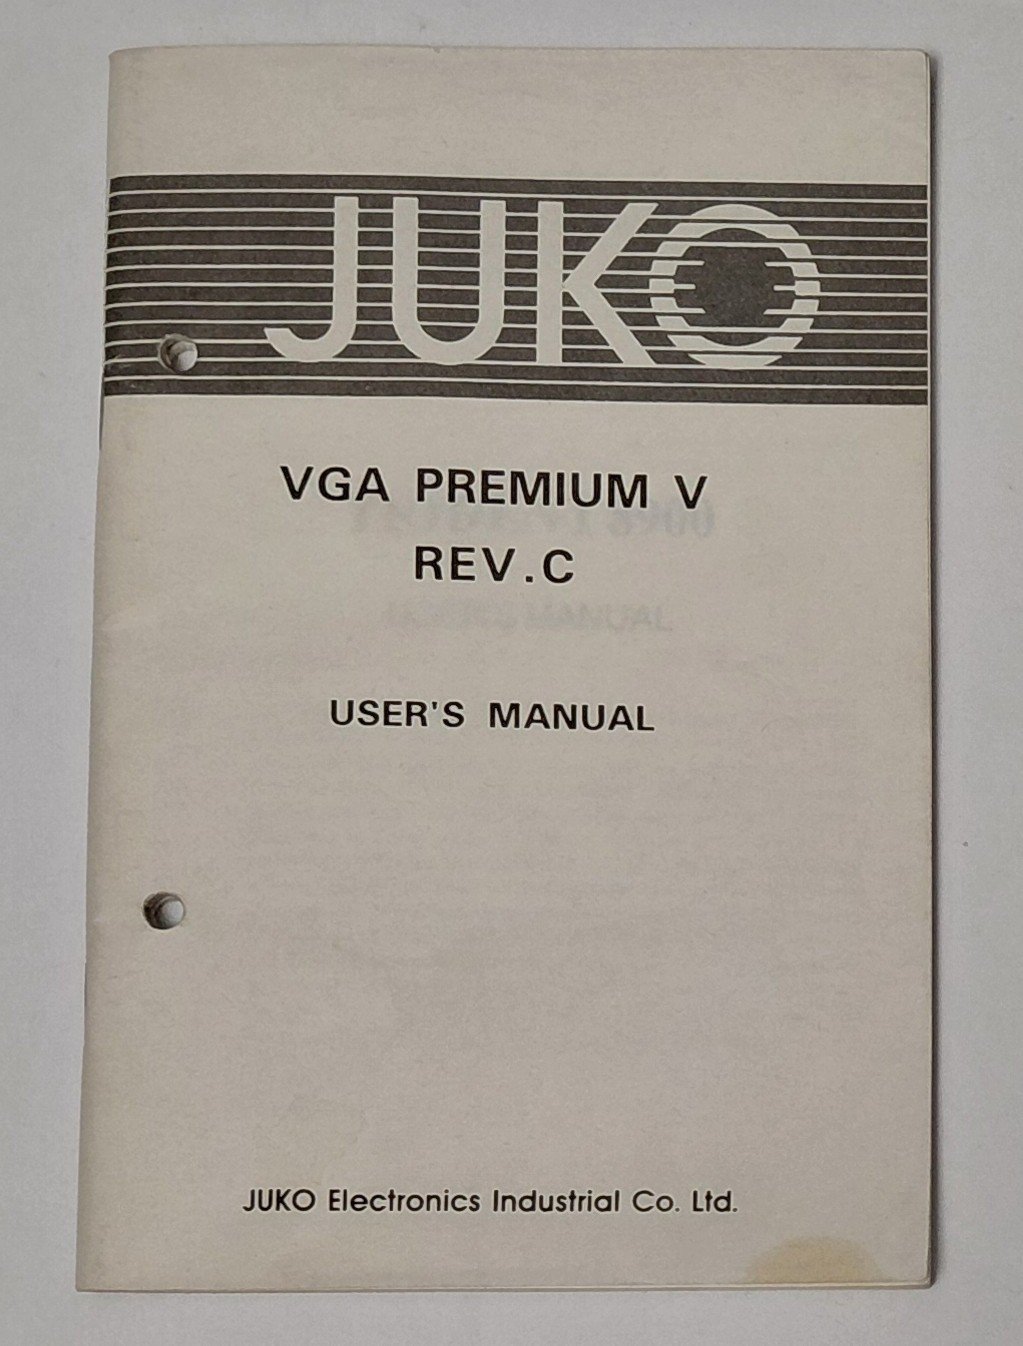 JUKO
VGA PREMIUM V
REV.C
USER'S MANUAL
JUKO Electronics Industrial Co. Ltd.